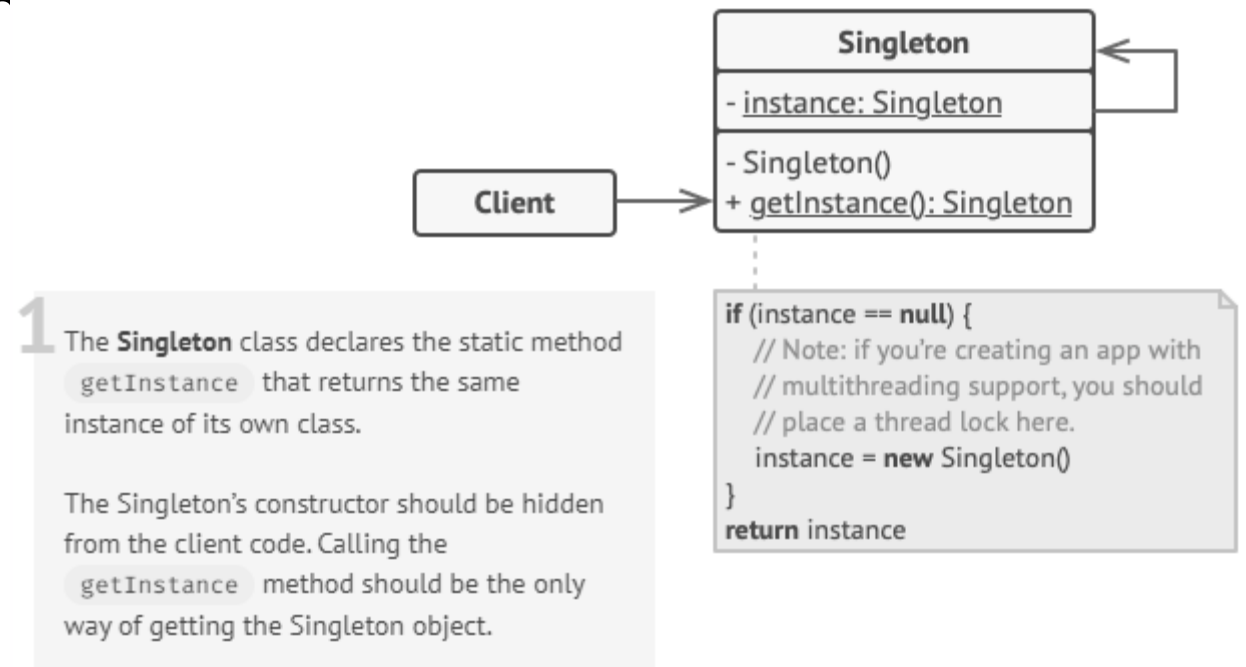 Singleton
- instance: Singleton
- Singleton()
+ getInstance(): Singleton
Client
1
The Singleton class declares the static method
getInstance that returns the same
instance of its own class.
The Singleton’s constructor should be hidden
from the client code. Calling the
getInstance method should be the only
way of getting the Singleton object.
if (instance == null) {
// Note: if you’re creating an app with
// multithreading support, you should
// place a thread lock here.
instance = new Singleton()
}
return instance